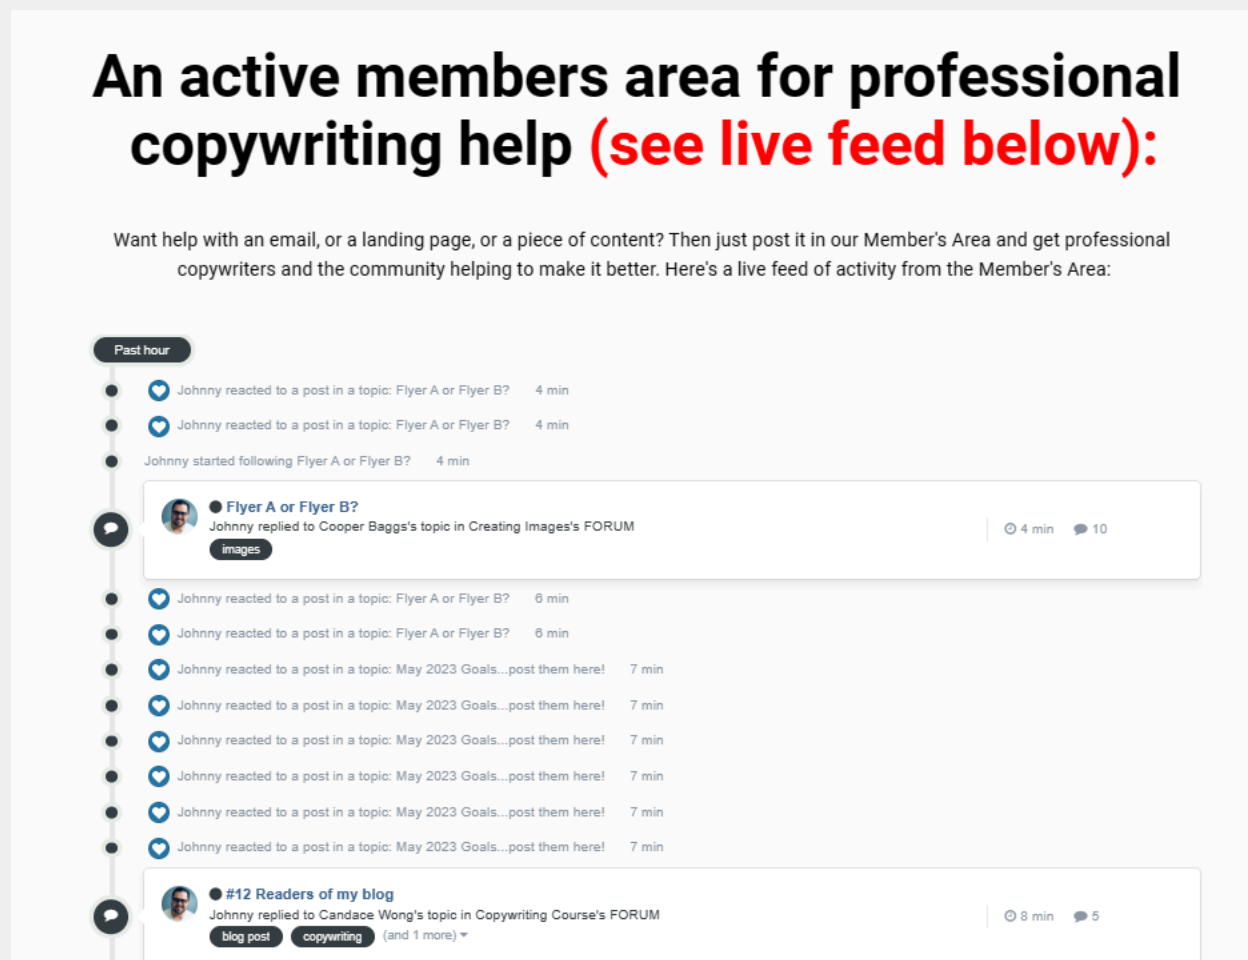 An active members area for professional
copywriting help (see live feed below):
Want help with an email, or a landing page, or a piece of content? Then just post it in our Member's Area and get professional
copywriters and the community helping to make it better. Here's a live feed of activity from the Member's Area:
Past hour
Johnny reacted to a post in a topic: Flyer A or Flyer B? 4 min
Johnny reacted to a post in a topic: Flyer A or Flyer B? 4 min
Johnny started following Flyer A or Flyer B? 4 min
Flyer A or Flyer B?
Johnny replied to Cooper Baggs's topic in Creating Images's FORUM 4 min 10
images
Johnny reacted to a post in a topic: Flyer A or Flyer B? 6 min
Johnny reacted to a post in a topic: Flyer A or Flyer B? 6 min
Johnny reacted to a post in a topic: May 2023 Goals...post them here! 7 min
Johnny reacted to a post in a topic: May 2023 Goals...post them here! 7 min
Johnny reacted to a post in a topic: May 2023 Goals...post them here! 7 min
Johnny reacted to a post in a topic: May 2023 Goals...post them here! 7 min
Johnny reacted to a post in a topic: May 2023 Goals...post them here! 7 min
Johnny reacted to a post in a topic: May 2023 Goals...post them here! 7 min
#12 Readers of my blog
Johnny replied to Candace Wong's topic in Copywriting Course's FORUM 8 min 5
blog post copywriting (and 1 more)